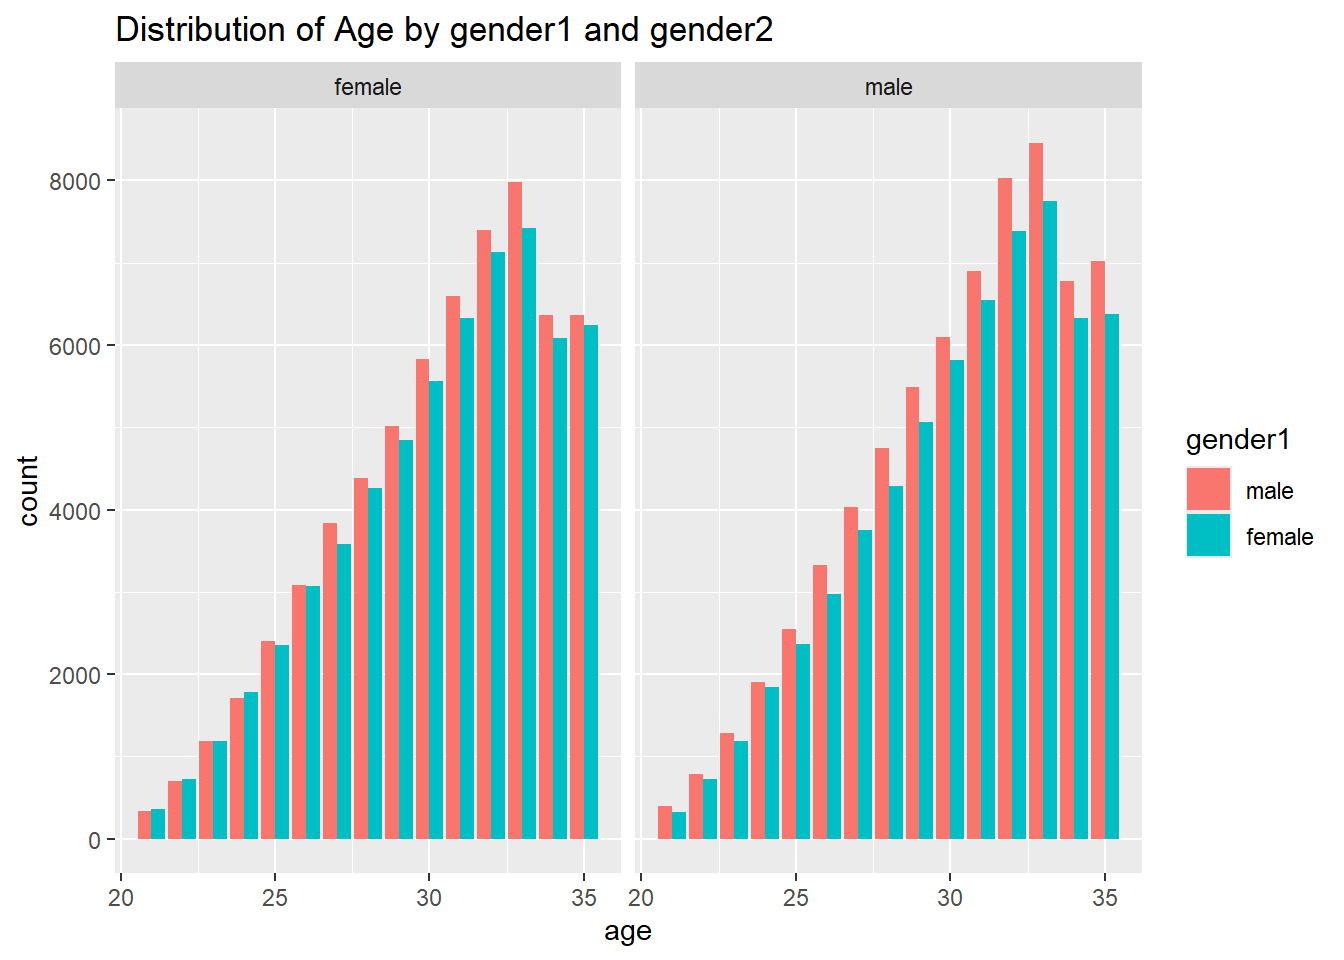 Distribution of Age by gender1 and gender2
female
male
8000
6000
4000
2000
0
count
20 25 30 35
20 25 30 35
age
gender1
male
female